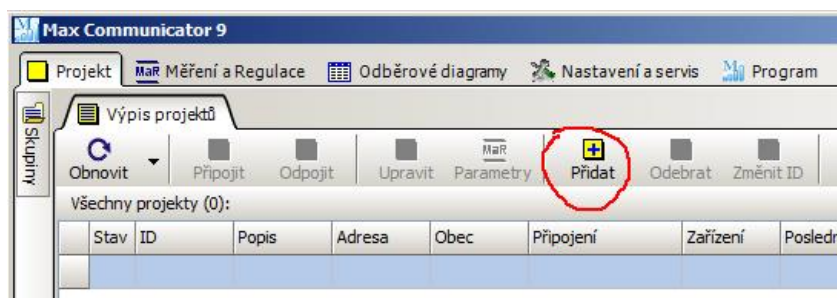 Max Communicator 9
Projekt MaR Měření a Regulace Odběrové diagramy Nastavení a servis Program
Skupiny
Výpis projektů
Obnovit Připojit Odpojit Upravit MaR Parametry Přidat Odebrat Změnit ID
Všechny projekty (0):
Stav ID Popis Adresa Obec Připojení Zařízení Posledn